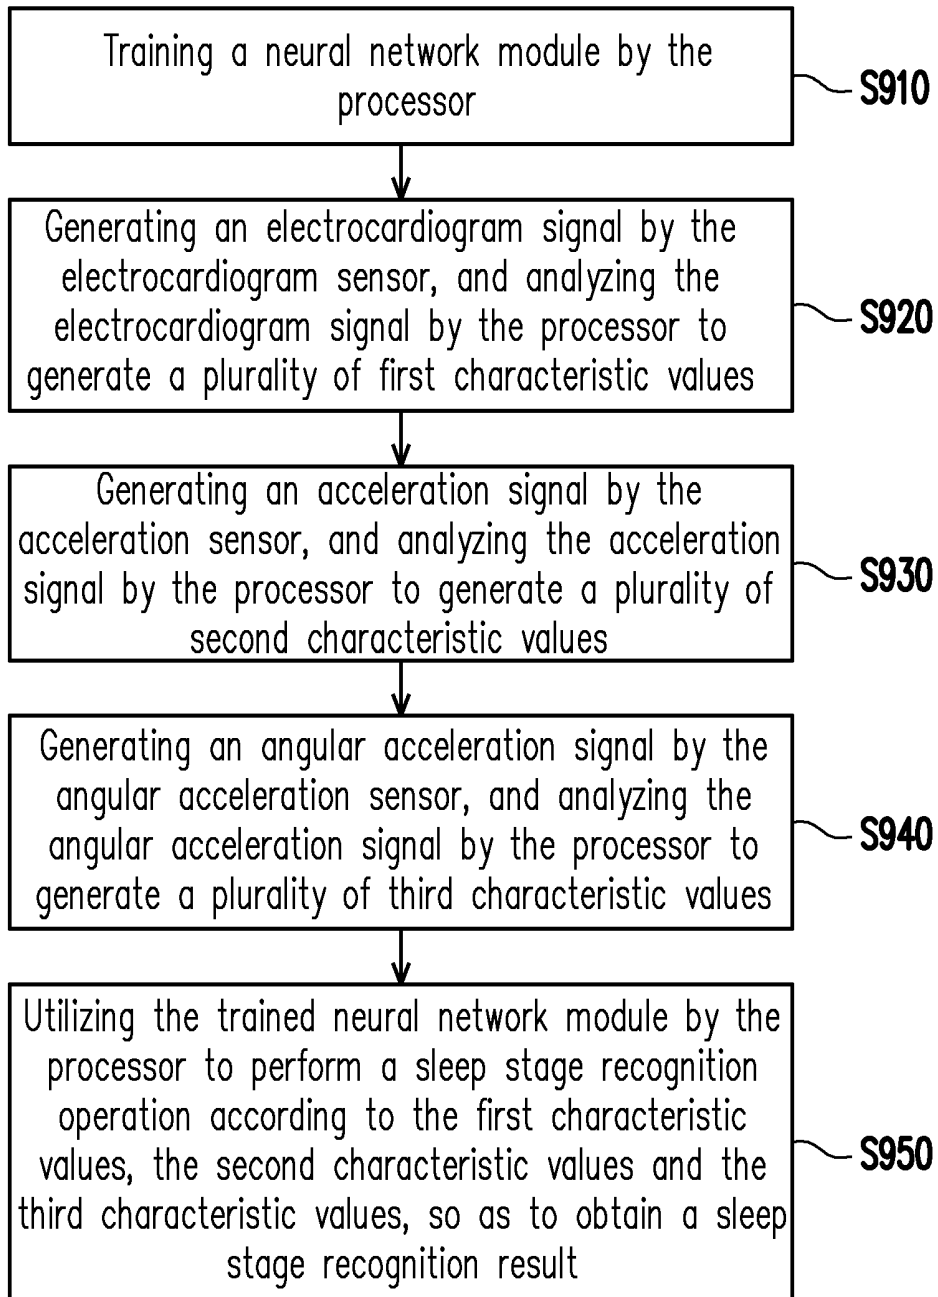 Training a neural network module by the
processor
S910
Generating an electrocardiogram signal by the
electrocardiogram sensor, and analyzing the
electrocardiogram signal by the processor to
generate a plurality of first characteristic values
S920
Generating an acceleration signal by the
acceleration sensor, and analyzing the acceleration
signal by the processor to generate a plurality of
second characteristic values
S930
Generating an angular acceleration signal by the
angular acceleration sensor, and analyzing the
angular acceleration signal by the processor to
generate a plurality of third characteristic values
S940
Utilizing the trained neural network module by the
processor to perform a sleep stage recognition
operation according to the first characteristic
values, the second characteristic values and the
third characteristic values, so as to obtain a sleep
stage recognition result
S950